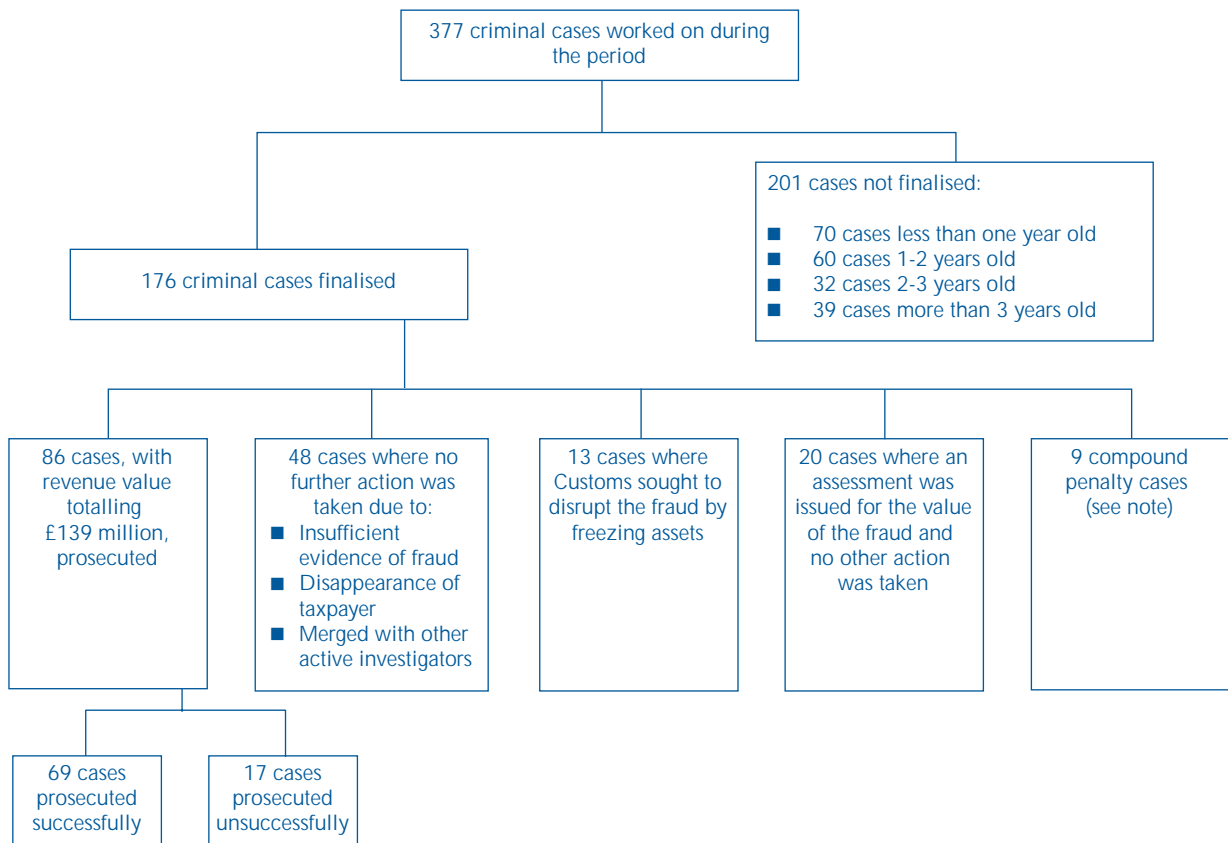 377 criminal cases worked on during
the period
201 cases not finalised:
■ 70 cases less than one year old
■ 60 cases 1-2 years old
■ 32 cases 2-3 years old
■ 39 cases more than 3 years old
176 criminal cases finalised
86 cases, with
revenue value
totalling
£139 million,
prosecuted
48 cases where no
further action was
taken due to:
■ Insufficient
evidence of fraud
■ Disappearance of
taxpayer
■ Merged with other
active investigators
13 cases where
Customs sought to
disrupt the fraud by
freezing assets
20 cases where an
assessment was
issued for the value
of the fraud and
no other action
was taken
9 compound
penalty cases
(see note)
69 cases
prosecuted
successfully
17 cases
prosecuted
unsuccessfully